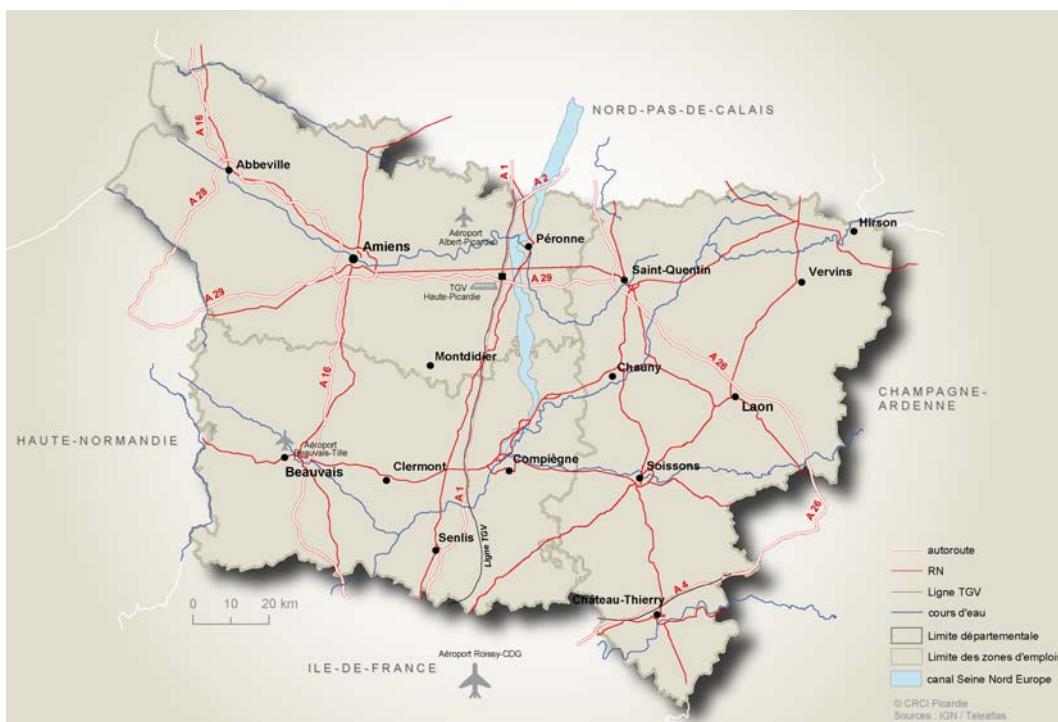 NORD-PAS-DE-CALAIS
A 16
Abbeville
A 1
A 2
A 28
Hirson
Aéroport
Albert-Picardie
Péronne
Amiens
Saint-Quentin
Vervins
A 29
TGV
Haute-Picardie
A 29
Montdidier
A 16
Chauny
A 26
Laon
CHAMPAGNE-
ARDENNE
HAUTE-NORMANDIE
Aéroport
Beauvais-Tille
Beauvais
Clermont
Compiègne
Soissons
A 1
A 26
Senlis
Ligne TGV
0 10 20 km
A 4
Château-Thierry
ILE-DE-FRANCE
Aéroport Roissy-CDG
autoroute
RN
Ligne TGV
cours d'eau
Limite départementale
Limite des zones d'emplois
canal Seine Nord Europe
© CRCI Picardie
Sources : IGN / Teleatlas